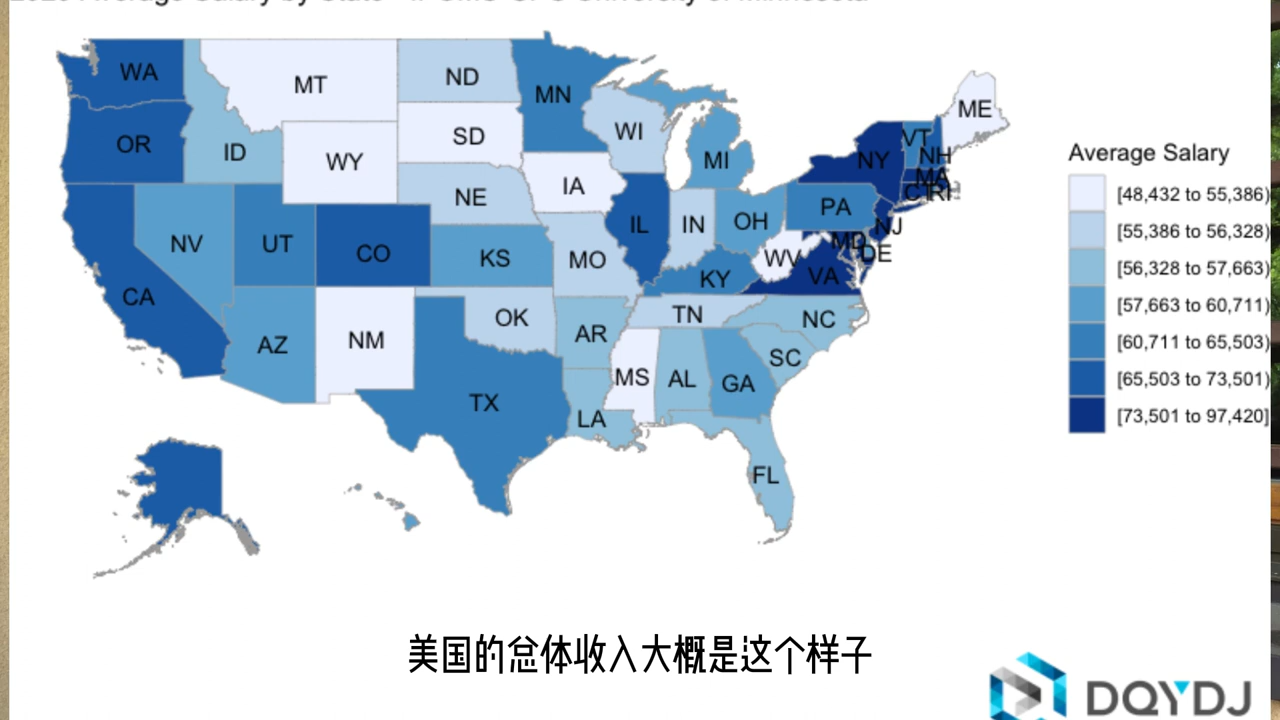 WA
MT
ND
MN
ME
OR
ID
SD
WI
VT
WY
MI
NY
NH
IA
MA
NE
CT
RI
NV
UT
CO
KS
MO
IL
IN
OH
PA
NJ
MD
DE
WV
VA
KY
CA
AZ
NM
OK
AR
TN
NC
SC
TX
MS
AL
GA
LA
FL
Average Salary
[48,432 to 55,386)
[55,386 to 56,328)
[56,328 to 57,663)
[57,663 to 60,711)
[60,711 to 65,503)
[65,503 to 73,501)
[73,501 to 97,420]
美国的总体收入大概是这个样子
DQYDJ